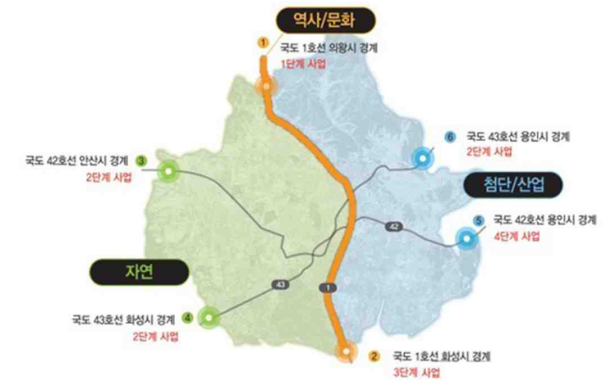 역사/문화
1
국도 1호선 의왕시 경계
1단계 사업
6
국도 43호선 용인시 경계
2단계 사업
국도 42호선 안산시 경계 3
2단계 사업
첨단/산업
5
국도 42호선 용인시 경계
4단계 사업
42
자연
43
1
국도 43호선 화성시 경계 4
2단계 사업
2
국도 1호선 화성시 경계
3단계 사업